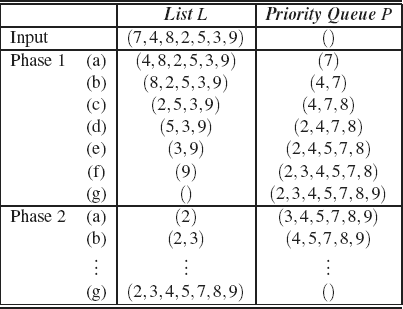 List L Priority Queue P
Input (7,4,8,2,5,3,9) ()
Phase 1 (a) (4,8,2,5,3,9) (7)
(b) (8,2,5,3,9) (4,7)
(c) (2,5,3,9) (4,7,8)
(d) (5,3,9) (2,4,7,8)
(e) (3,9) (2,4,5,7,8)
(f) (9) (2,3,4,5,7,8)
(g) () (2,3,4,5,7,8,9)
Phase 2 (a) (2) (3,4,5,7,8,9)
(b) (2,3) (4,5,7,8,9)
⋮ ⋮ ⋮
(g) (2,3,4,5,7,8,9) ()